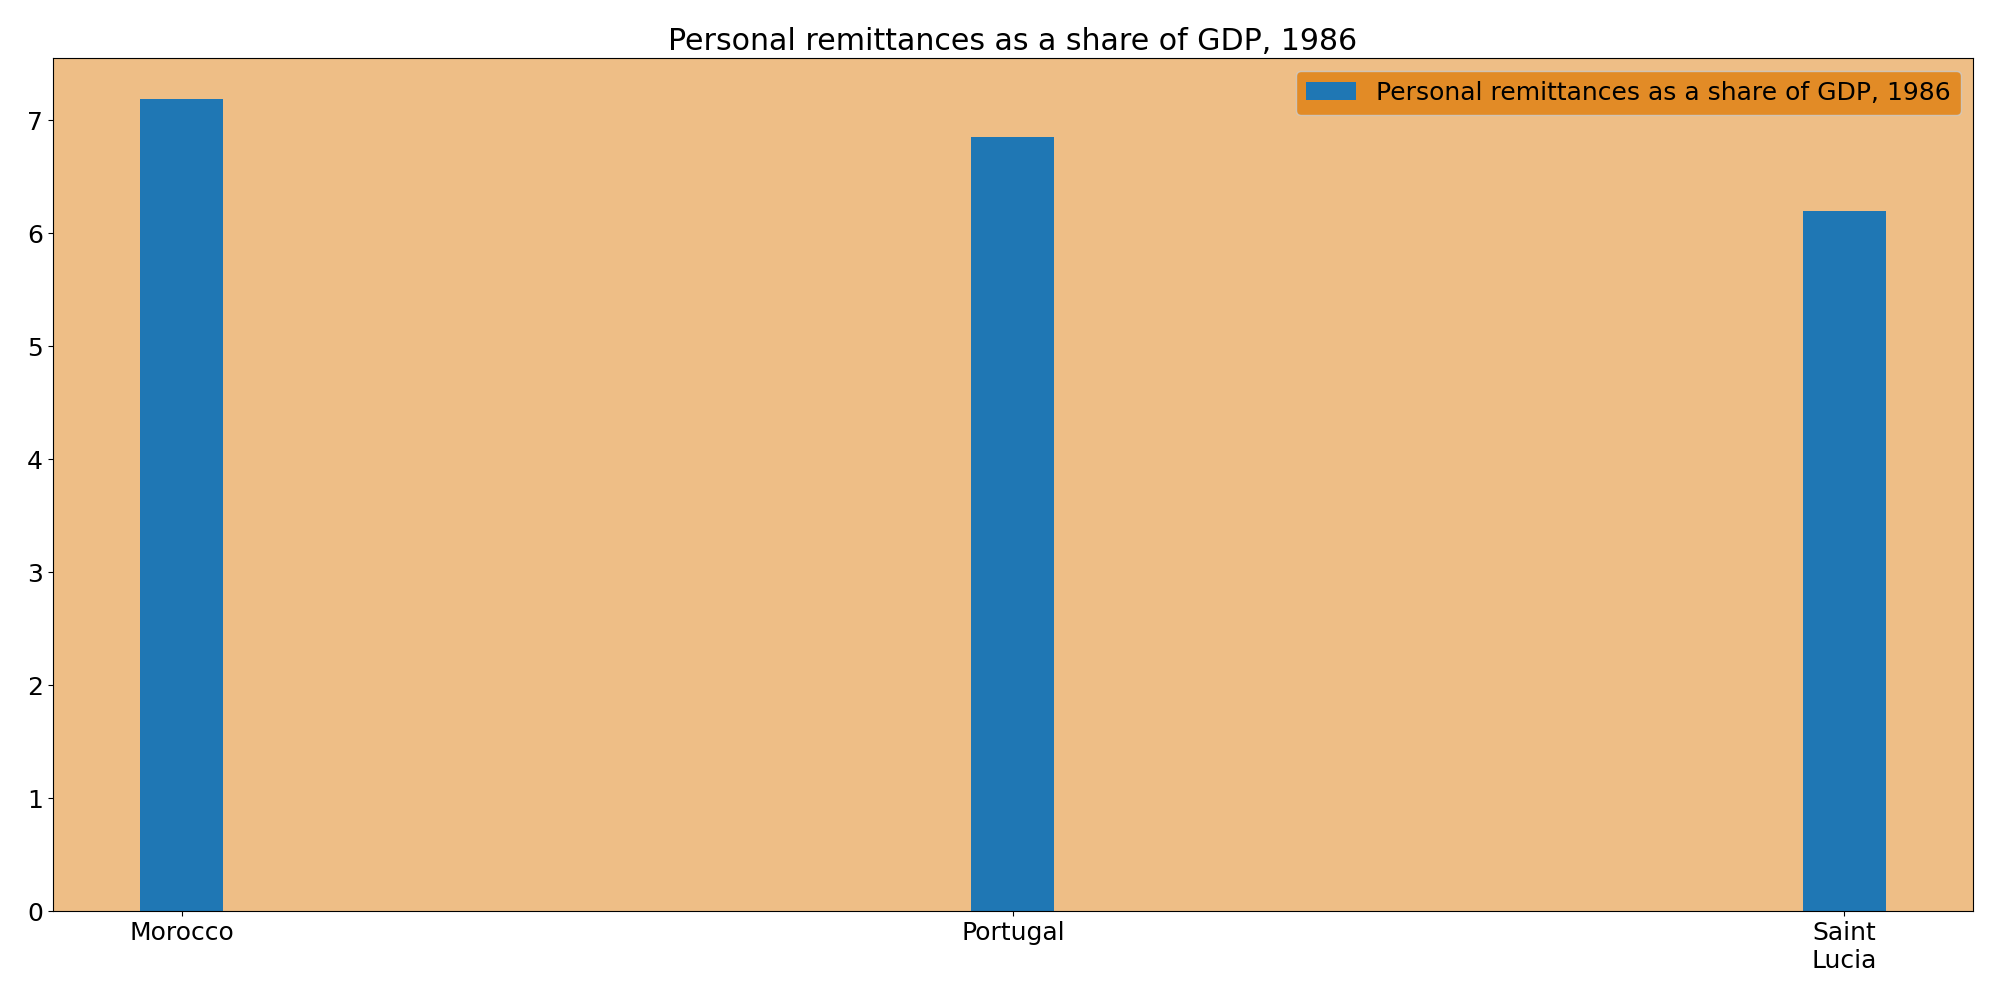 Personal remittances as a share of GDP, 1986
Personal remittances as a share of GDP, 1986
7
6
5
4
3
2
1
0
Morocco
Portugal
Saint
Lucia